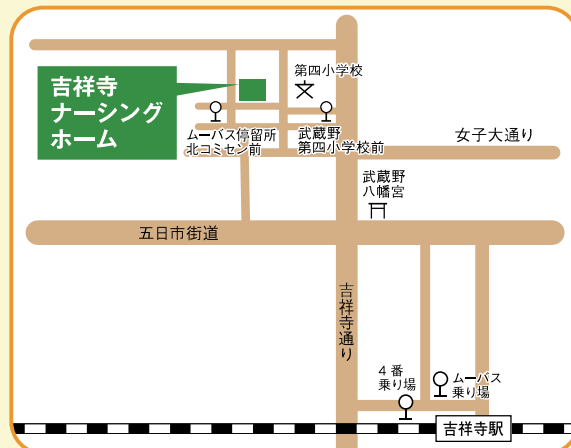 第四小学校
吉祥寺
ナーシング
ホーム
ムーバス停留所
北コミセン前
武蔵野
第四小学校前
女子大通り
武蔵野
八幡宮
五日市街道
吉祥寺通り
4番
乗り場
ムーバス
乗り場
吉祥寺駅